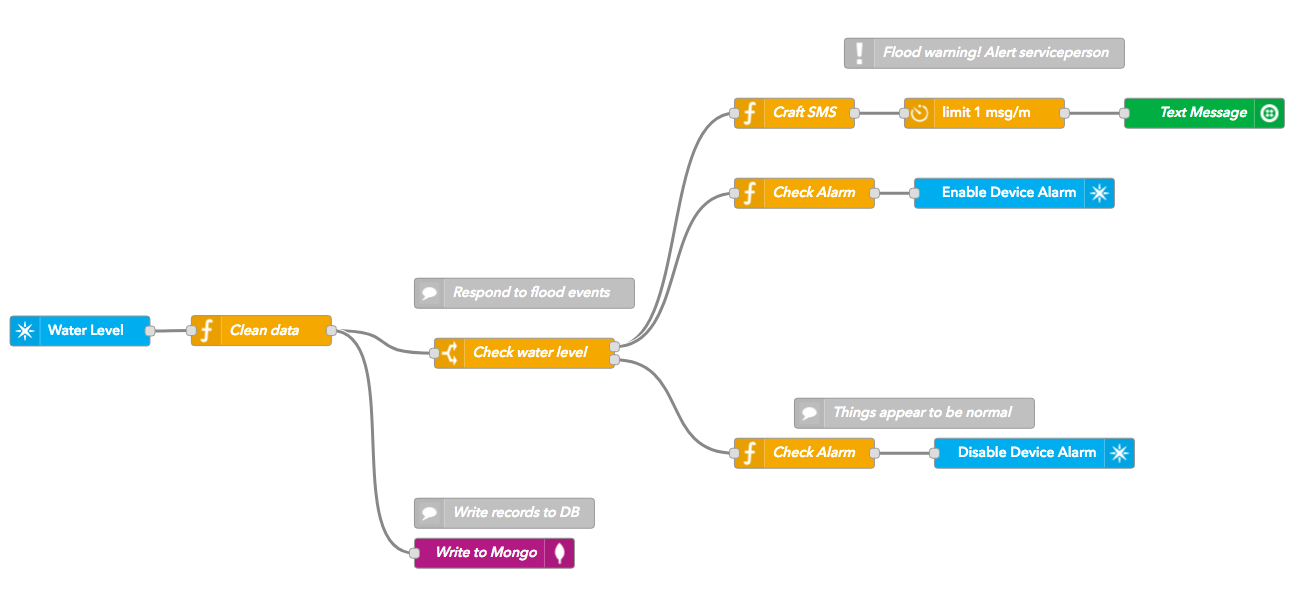 Flood warning! Alert serviceperson
Craft SMS
limit 1 msg/m
Text Message
Check Alarm
Enable Device Alarm
Respond to flood events
Water Level
Clean data
Check water level
Things appear to be normal
Check Alarm
Disable Device Alarm
Write records to DB
Write to Mongo